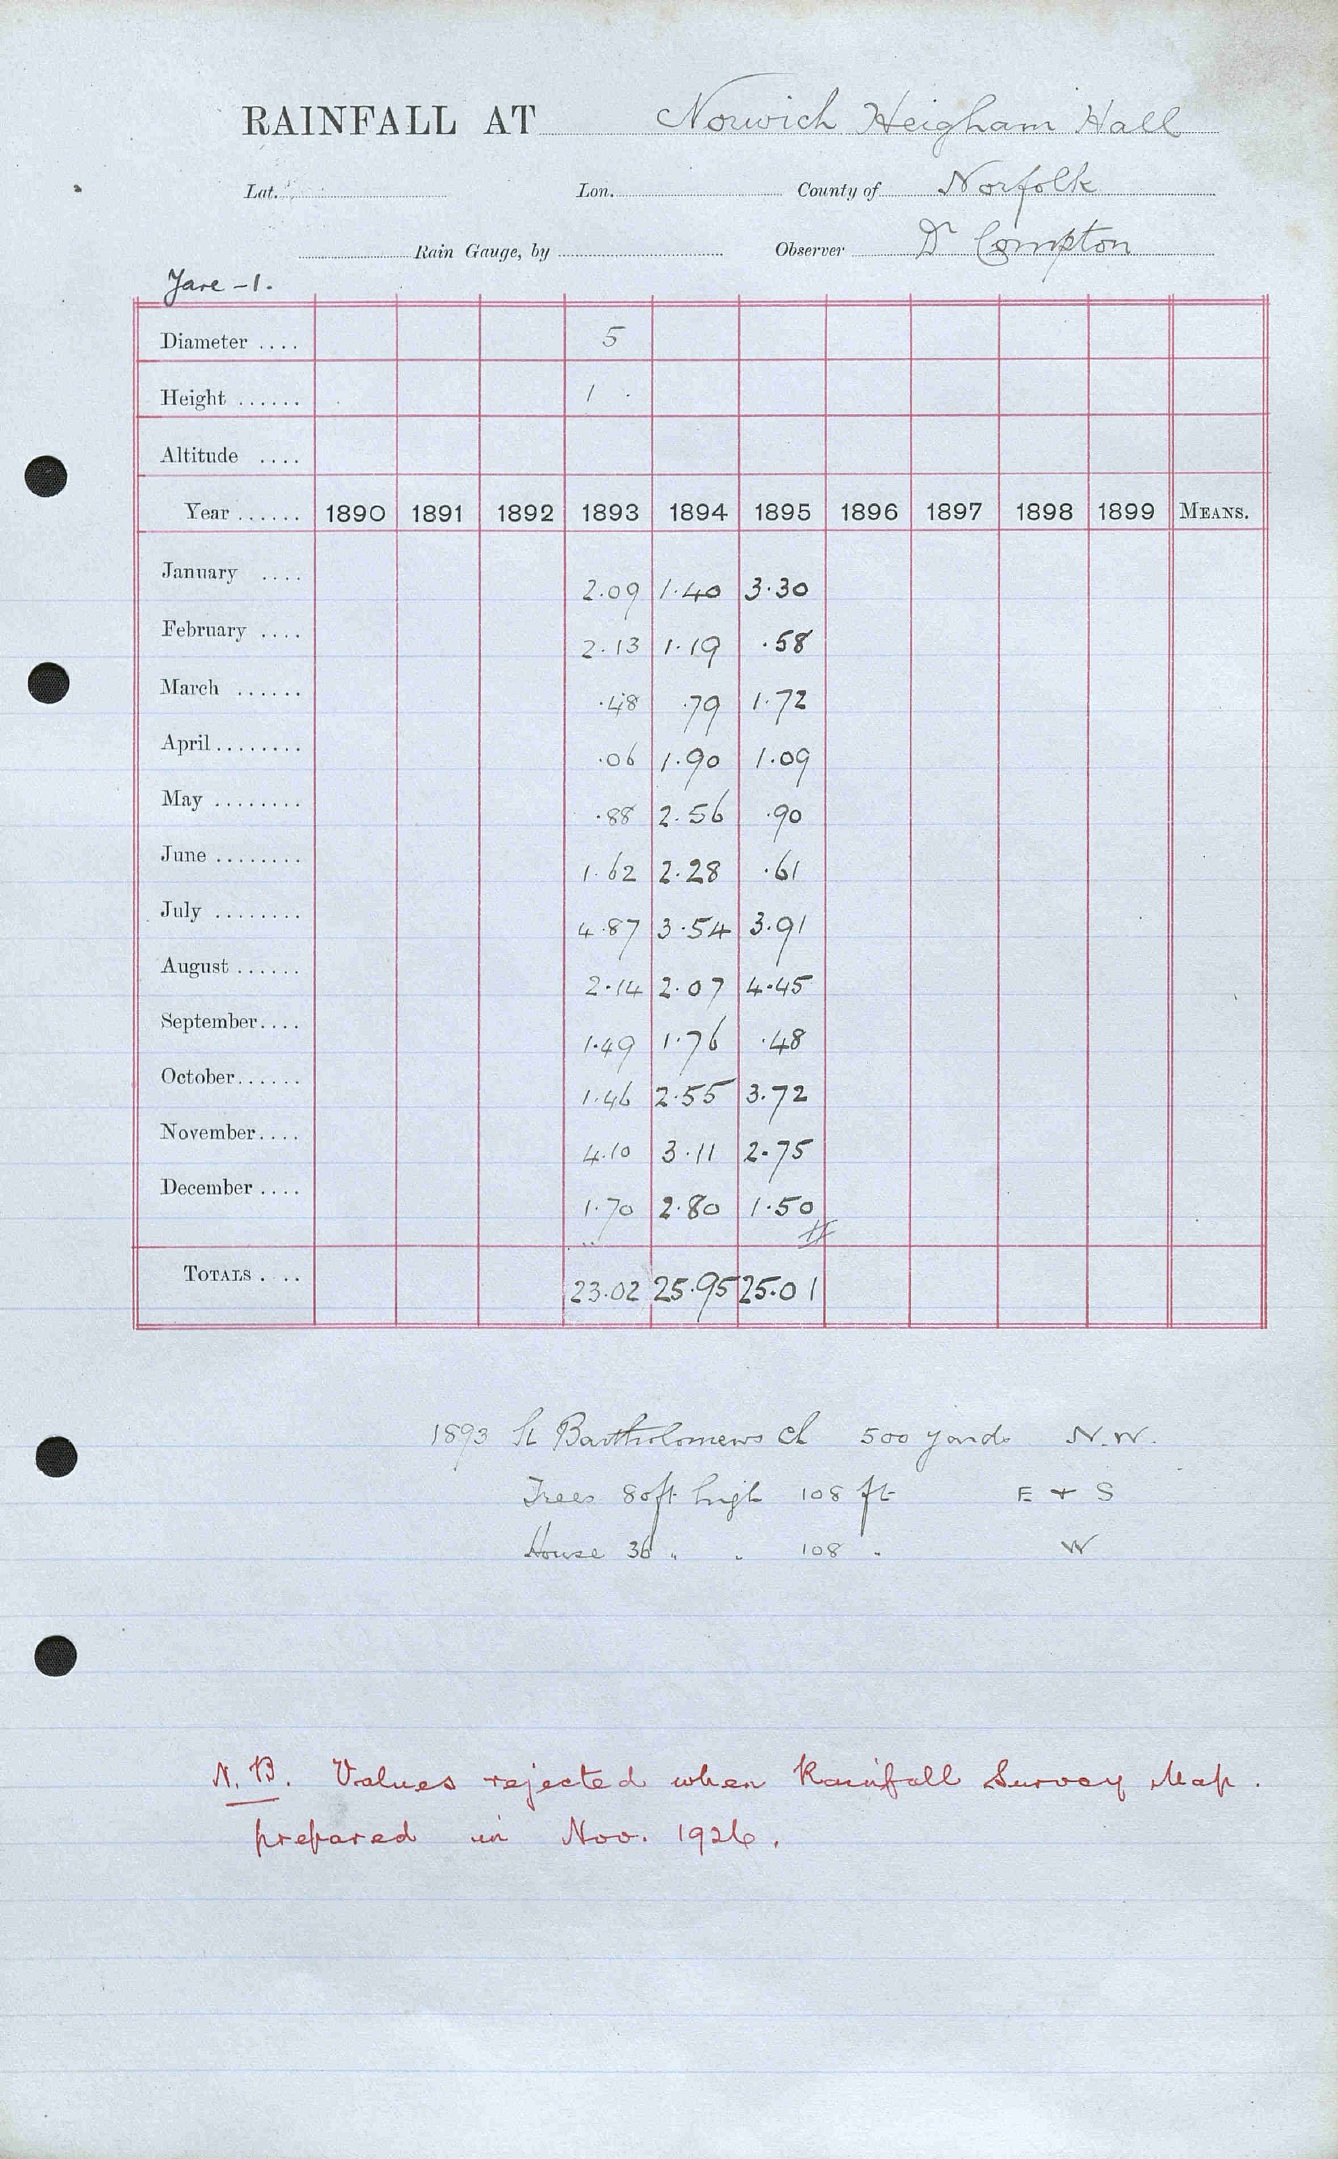 RAINFALL AT Norwich Heigham Hall
Lat. Lon. County of Norfolk
Rain Gauge, by Observer Dr Compton
Yare -1.
Diameter .... 5
Height ...... 1
Altitude ....
Year ...... 1890 1891 1892 1893 1894 1895 1896 1897 1898 1899 MEANS.
January .... 2.09 1.40 3.30
February .... 2.13 1.19 .58
March ...... .48 .79 1.72
April ........ .06 1.90 1.09
May ........ .88 2.56 .90
June ........ 1.62 2.28 .61
July ........ 4.87 3.54 3.91
August ...... 2.14 2.07 4.45
September .... 1.49 1.76 .48
October ...... 1.46 2.55 3.72
November .... 4.10 3.11 2.75
December .... 1.70 2.80 1.50
TOTALS .... 23.02 25.95 25.01
1893 St Bartholomews Ch 500 yards N.W.
Trees 80ft high 108 ft E + S
House 36 " " 108 " W
N.B. Values rejected when Rainfall Survey Map
prepared in Nov. 1926.